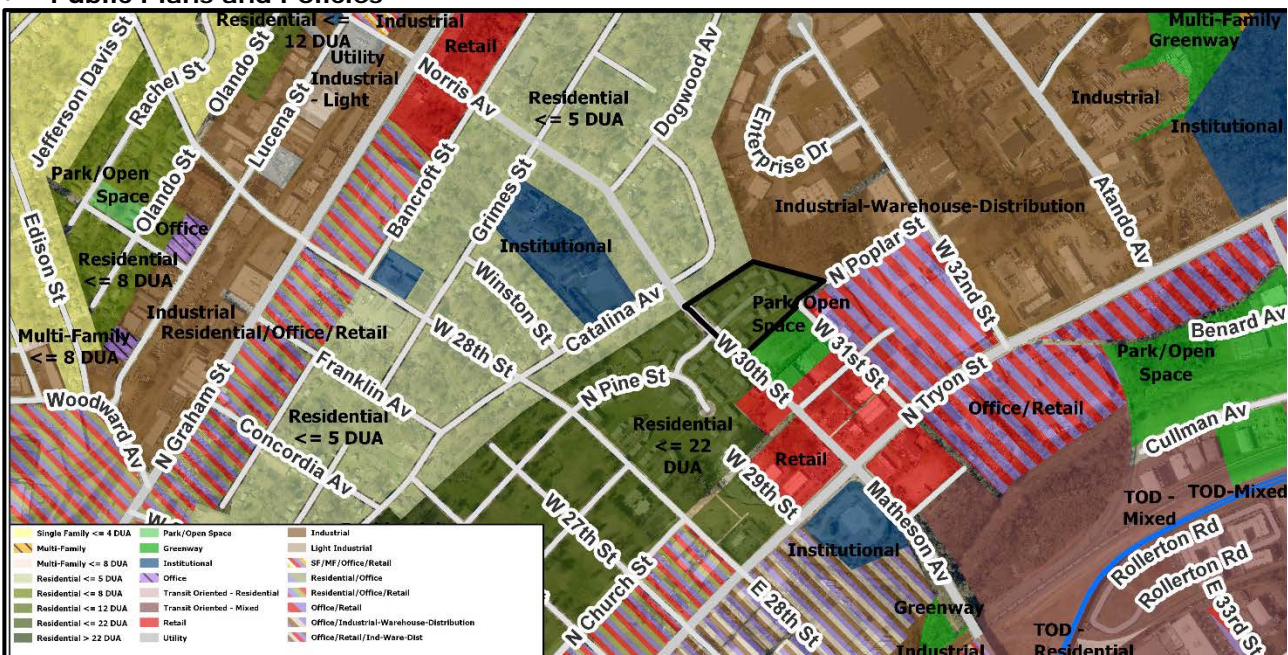 Public Plans and Policies
Residential <=
12 DUA
Industrial
Retail
Multi-Family
Greenway
Jefferson Davis St
Rachel St
Olando St
Utility
Industrial
- Light
Lucena St
Norris Av
Residential
<= 5 DUA
Dogwood Av
Enterprise Dr
Industrial
Institutional
Park/Open
Space
Olando St
Office
Bancroft St
Grimes St
Institutional
Industrial-Warehouse-Distribution
Atando Av
Edison St
Residential
<= 8 DUA
Winston St
Catalina Av
N Poplar St
W 32nd St
Park/Open
Space
Multi-Family
<= 8 DUA
Industrial
Residential/Office/Retail
W 28th St
Franklin Av
N Pine St
W 30th St
W 31st St
N Tryon St
Benard Av
Park/Open
Space
Woodward Av
N Graham St
Concordia Av
Residential
<= 5 DUA
Residential
<= 22
DUA
Office/Retail
Cullman Av
Retail
W 29th St
Matheson Av
TOD -
Mixed
TOD-Mixed
W 27th St
Institutional
Rollerton Rd
Rollerton Rd
N Church St
E 28th St
Greenway
E 33rd St
Industrial
TOD -
Residential
Single Family <= 4 DUA
Multi-Family
Multi-Family <= 8 DUA
Residential <= 5 DUA
Residential <= 8 DUA
Residential <= 12 DUA
Residential <= 22 DUA
Residential > 22 DUA
Park/Open Space
Greenway
Institutional
Office
Transit Oriented - Residential
Transit Oriented - Mixed
Retail
Utility
Industrial
Light Industrial
SF/MF/Office/Retail
Residential/Office
Residential/Office/Retail
Office/Retail
Office/Industrial-Warehouse-Distribution
Office/Retail/Ind-Ware-Dist